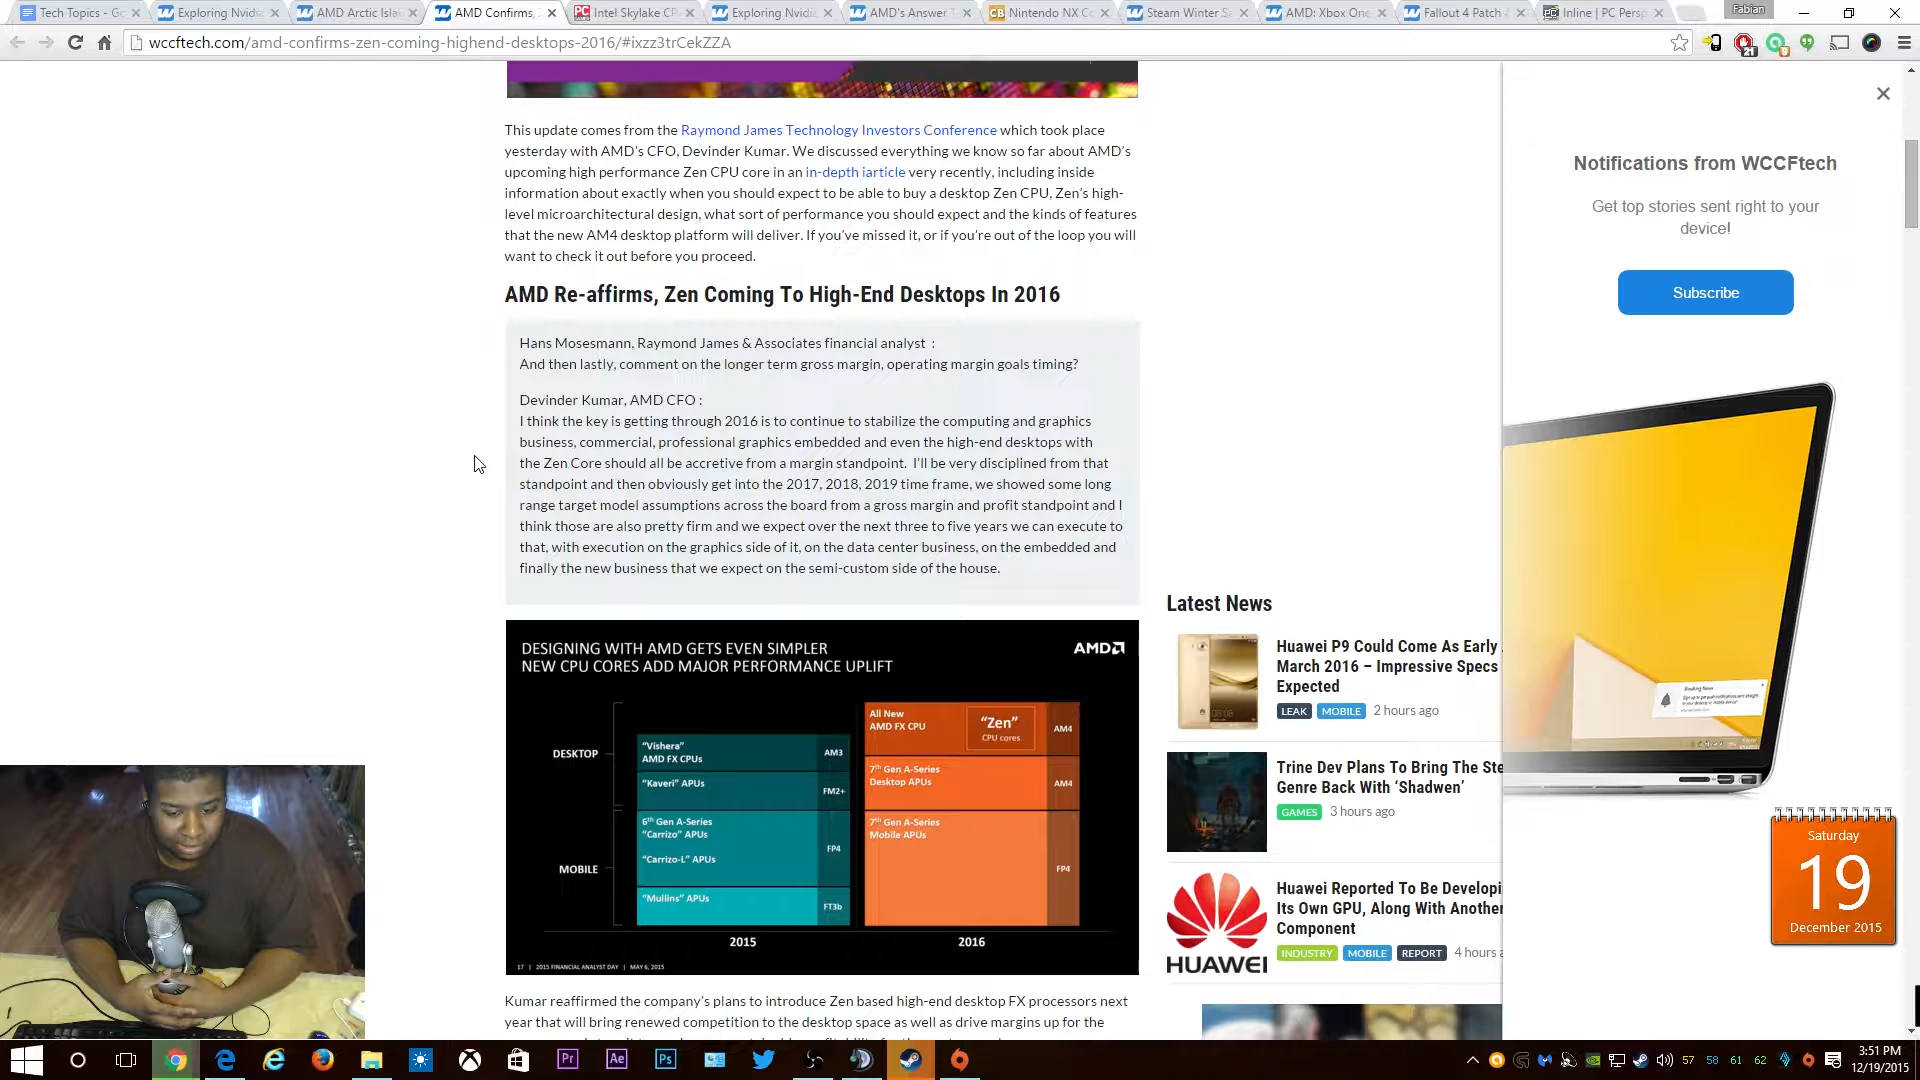 Tech Topics - Go
Exploring Nvidia
AMD Arctic Isla
AMD Confirms,
Intel Skylake CP
Exploring Nvidi
AMD's Answer T
Nintendo NX Co
Steam Winter Sa
AMD: Xbox One
Fallout 4 Patch
Inline | PC Persp
Fabian
wccftech.com/amd-confirms-zen-coming-highend-desktops-2016/#ixzz3trCekZZA
21
This update comes from the Raymond James Technology Investors Conference which took place
yesterday with AMD's CFO, Devinder Kumar. We discussed everything we know so far about AMD's
upcoming high performance Zen CPU core in an in-depth iarticle very recently, including inside
information about exactly when you should expect to be able to buy a desktop Zen CPU, Zen's high-
level microarchitectural design, what sort of performance you should expect and the kinds of features
that the new AM4 desktop platform will deliver. If you've missed it, or if you're out of the loop you will
want to check it out before you proceed.
AMD Re-affirms, Zen Coming To High-End Desktops In 2016
Hans Mosesmann, Raymond James & Associates financial analyst :
And then lastly, comment on the longer term gross margin, operating margin goals timing?
Devinder Kumar, AMD CFO :
I think the key is getting through 2016 is to continue to stabilize the computing and graphics
business, commercial, professional graphics embedded and even the high-end desktops with
the Zen Core should all be accretive from a margin standpoint. I'll be very disciplined from that
standpoint and then obviously get into the 2017, 2018, 2019 time frame, we showed some long
range target model assumptions across the board from a gross margin and profit standpoint and I
think those are also pretty firm and we expect over the next three to five years we can execute to
that, with execution on the graphics side of it, on the data center business, on the embedded and
finally the new business that we expect on the semi-custom side of the house.
DESIGNING WITH AMD GETS EVEN SIMPLER
NEW CPU CORES ADD MAJOR PERFORMANCE UPLIFT
AMD
DESKTOP
MOBILE
"Vishera"
AMD FX CPUs
AM3
"Kaveri" APUs
FM2+
6th Gen A-Series
"Carrizo" APUs
"Carrizo-L" APUs
FP4
"Mullins" APUs
FT3b
All New
AMD FX CPU
"Zen"
CPU cores
AM4
7th Gen A-Series
Desktop APUs
AM4
7th Gen A-Series
Mobile APUs
FP4
2015
2016
17 | 2015 FINANCIAL ANALYST DAY | MAY 6, 2015
Kumar reaffirmed the company's plans to introduce Zen based high-end desktop FX processors next
year that will bring renewed competition to the desktop space as well as drive margins up for the
Latest News
Huawei P9 Could Come As Early
March 2016 – Impressive Specs
Expected
LEAK MOBILE 2 hours ago
Trine Dev Plans To Bring The Ste
Genre Back With 'Shadwen'
GAMES 3 hours ago
Huawei Reported To Be Developi
Its Own GPU, Along With Another
Component
INDUSTRY MOBILE REPORT 4 hours a
HUAWEI
Notifications from WCCFtech
Get top stories sent right to your
device!
Subscribe
Saturday
19
December 2015
Pr
Ae
Ps
57 58 61 62
3:51 PM
12/19/2015